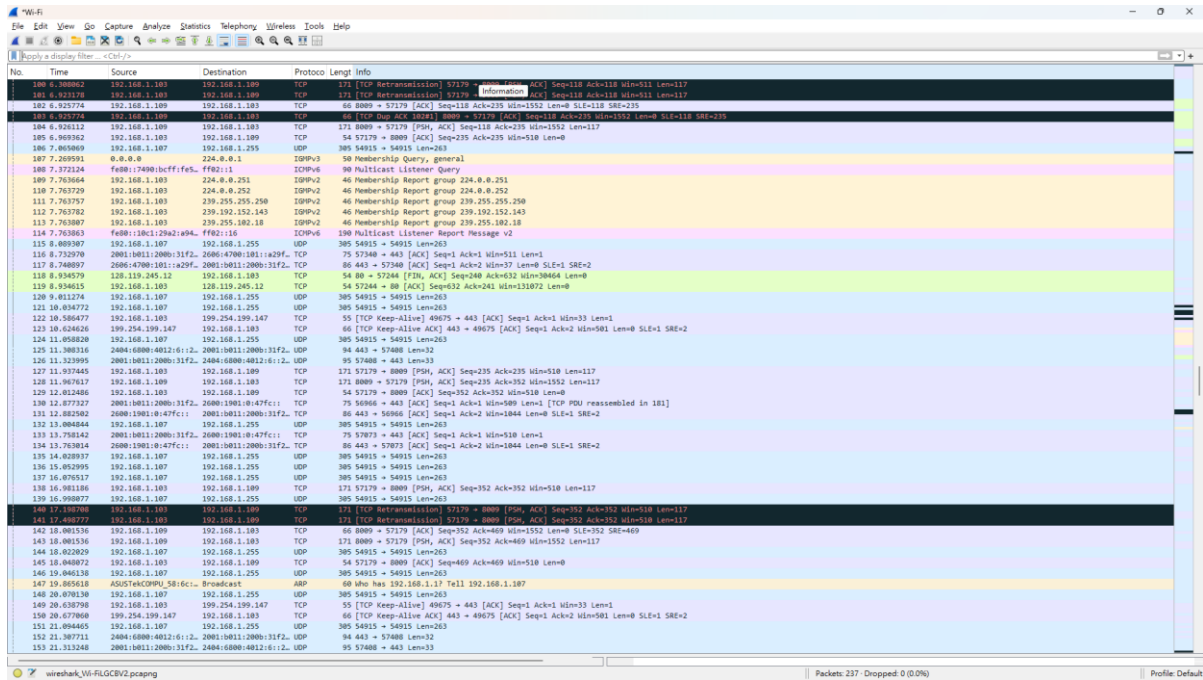 *Wi-Fi
File Edit View Go Capture Analyze Statistics Telephony Wireless Tools Help
Apply a display filter ... <Ctrl-/>
No. Time Source Destination Protoco Lengt Info
100 6.308062 192.168.1.103 192.168.1.109 TCP 171 [TCP Retransmission] 57179 → 8009 [PSH, ACK] Seq=118 Ack=118 Win=511 Len=117
101 6.923178 192.168.1.103 192.168.1.109 TCP 171 [TCP Retransmission] 57179 → ACK] Seq=118 Ack=118 Win=511 Len=117
Information
102 6.925774 192.168.1.109 192.168.1.103 TCP 66 8009 → 57179 [ACK] Seq=118 Ack=235 Win=1552 Len=0 SLE=118 SRE=235
103 6.925774 192.168.1.109 192.168.1.103 TCP 66 [TCP Dup ACK 102#1] 8009 → 57179 [ACK] Seq=118 Ack=235 Win=1552 Len=0 SLE=118 SRE=235
104 6.926112 192.168.1.109 192.168.1.103 TCP 171 8009 → 57179 [PSH, ACK] Seq=118 Ack=235 Win=1552 Len=117
105 6.969362 192.168.1.103 192.168.1.109 TCP 54 57179 → 8009 [ACK] Seq=235 Ack=235 Win=510 Len=0
106 7.065069 192.168.1.107 192.168.1.255 UDP 305 54915 → 54915 Len=263
107 7.269591 0.0.0.0 224.0.0.1 IGMPv3 50 Membership Query, general
108 7.372124 fe80::7490:bcff:fe5… ff02::1 ICMPv6 90 Multicast Listener Query
109 7.763664 192.168.1.103 224.0.0.251 IGMPv2 46 Membership Report group 224.0.0.251
110 7.763729 192.168.1.103 224.0.0.252 IGMPv2 46 Membership Report group 224.0.0.252
111 7.763757 192.168.1.103 239.255.255.250 IGMPv2 46 Membership Report group 239.255.255.250
112 7.763782 192.168.1.103 239.192.152.143 IGMPv2 46 Membership Report group 239.192.152.143
113 7.763807 192.168.1.103 239.255.102.18 IGMPv2 46 Membership Report group 239.255.102.18
114 7.763863 fe80::10c1:29a2:a94… ff02::16 ICMPv6 190 Multicast Listener Report Message v2
115 8.089307 192.168.1.107 192.168.1.255 UDP 305 54915 → 54915 Len=263
116 8.732970 2001:b011:200b:31f2… 2606:4700:101::a29f… TCP 75 57340 → 443 [ACK] Seq=1 Ack=1 Win=511 Len=1
117 8.740897 2606:4700:101::a29f… 2001:b011:200b:31f2… TCP 86 443 → 57340 [ACK] Seq=1 Ack=2 Win=37 Len=0 SLE=1 SRE=2
118 8.934579 128.119.245.12 192.168.1.103 TCP 54 80 → 57244 [FIN, ACK] Seq=240 Ack=632 Win=30464 Len=0
119 8.934615 192.168.1.103 128.119.245.12 TCP 54 57244 → 80 [ACK] Seq=632 Ack=241 Win=131072 Len=0
120 9.011274 192.168.1.107 192.168.1.255 UDP 305 54915 → 54915 Len=263
121 10.034772 192.168.1.107 192.168.1.255 UDP 305 54915 → 54915 Len=263
122 10.586477 192.168.1.103 199.254.199.147 TCP 55 [TCP Keep-Alive] 49675 → 443 [ACK] Seq=1 Ack=1 Win=33 Len=1
123 10.624626 199.254.199.147 192.168.1.103 TCP 66 [TCP Keep-Alive ACK] 443 → 49675 [ACK] Seq=1 Ack=2 Win=501 Len=0 SLE=1 SRE=2
124 11.058820 192.168.1.107 192.168.1.255 UDP 305 54915 → 54915 Len=263
125 11.308316 2404:6800:4012:6::2… 2001:b011:200b:31f2… UDP 94 443 → 57408 Len=32
126 11.323995 2001:b011:200b:31f2… 2404:6800:4012:6::2… UDP 95 57408 → 443 Len=33
127 11.937445 192.168.1.103 192.168.1.109 TCP 171 57179 → 8009 [PSH, ACK] Seq=235 Ack=235 Win=510 Len=117
128 11.967617 192.168.1.109 192.168.1.103 TCP 171 8009 → 57179 [PSH, ACK] Seq=235 Ack=352 Win=1552 Len=117
129 12.012486 192.168.1.103 192.168.1.109 TCP 54 57179 → 8009 [ACK] Seq=352 Ack=352 Win=510 Len=0
130 12.877327 2001:b011:200b:31f2… 2600:1901:0:47fc:: TCP 75 56966 → 443 [ACK] Seq=1 Ack=1 Win=509 Len=1 [TCP PDU reassembled in 181]
131 12.882502 2600:1901:0:47fc:: 2001:b011:200b:31f2… TCP 86 443 → 56966 [ACK] Seq=1 Ack=2 Win=1044 Len=0 SLE=1 SRE=2
132 13.004844 192.168.1.107 192.168.1.255 UDP 305 54915 → 54915 Len=263
133 13.758142 2001:b011:200b:31f2… 2600:1901:0:47fc:: TCP 75 57073 → 443 [ACK] Seq=1 Ack=1 Win=510 Len=1
134 13.763014 2600:1901:0:47fc:: 2001:b011:200b:31f2… TCP 86 443 → 57073 [ACK] Seq=1 Ack=2 Win=1044 Len=0 SLE=1 SRE=2
135 14.028937 192.168.1.107 192.168.1.255 UDP 305 54915 → 54915 Len=263
136 15.052995 192.168.1.107 192.168.1.255 UDP 305 54915 → 54915 Len=263
137 16.076517 192.168.1.107 192.168.1.255 UDP 305 54915 → 54915 Len=263
138 16.981186 192.168.1.103 192.168.1.109 TCP 171 57179 → 8009 [PSH, ACK] Seq=352 Ack=352 Win=510 Len=117
139 16.998077 192.168.1.107 192.168.1.255 UDP 305 54915 → 54915 Len=263
140 17.198708 192.168.1.103 192.168.1.109 TCP 171 [TCP Retransmission] 57179 → 8009 [PSH, ACK] Seq=352 Ack=352 Win=510 Len=117
141 17.498777 192.168.1.103 192.168.1.109 TCP 171 [TCP Retransmission] 57179 → 8009 [PSH, ACK] Seq=352 Ack=352 Win=510 Len=117
142 18.001536 192.168.1.109 192.168.1.103 TCP 66 8009 → 57179 [ACK] Seq=352 Ack=469 Win=1552 Len=0 SLE=352 SRE=469
143 18.001536 192.168.1.109 192.168.1.103 TCP 171 8009 → 57179 [PSH, ACK] Seq=352 Ack=469 Win=1552 Len=117
144 18.022029 192.168.1.107 192.168.1.255 UDP 305 54915 → 54915 Len=263
145 18.048072 192.168.1.103 192.168.1.109 TCP 54 57179 → 8009 [ACK] Seq=469 Ack=469 Win=510 Len=0
146 19.046138 192.168.1.107 192.168.1.255 UDP 305 54915 → 54915 Len=263
147 19.865618 ASUSTekCOMPU_58:6c:… Broadcast ARP 60 Who has 192.168.1.1? Tell 192.168.1.107
148 20.070130 192.168.1.107 192.168.1.255 UDP 305 54915 → 54915 Len=263
149 20.638798 192.168.1.103 199.254.199.147 TCP 55 [TCP Keep-Alive] 49675 → 443 [ACK] Seq=1 Ack=1 Win=33 Len=1
150 20.677060 199.254.199.147 192.168.1.103 TCP 66 [TCP Keep-Alive ACK] 443 → 49675 [ACK] Seq=1 Ack=2 Win=501 Len=0 SLE=1 SRE=2
151 21.094465 192.168.1.107 192.168.1.255 UDP 305 54915 → 54915 Len=263
152 21.307711 2404:6800:4012:6::2… 2001:b011:200b:31f2… UDP 94 443 → 57408 Len=32
153 21.313248 2001:b011:200b:31f2… 2404:6800:4012:6::2… UDP 95 57408 → 443 Len=33
wireshark_Wi-FiLGCBV2.pcapng Packets: 237 · Dropped: 0 (0.0%) Profile: Default